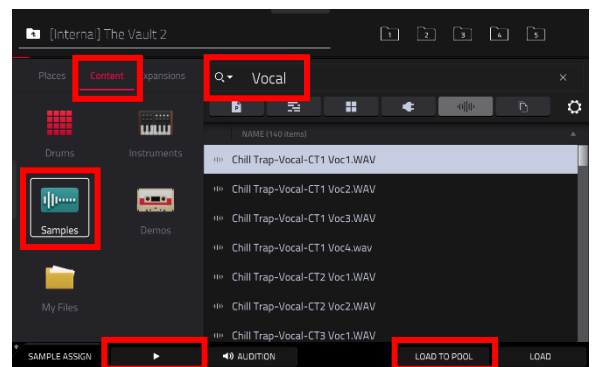 [Internal] The Vault 2
1 2 3 4 5
Places Content Expansions
Vocal ×
NAME (140 items)
Drums Instruments
Chill Trap-Vocal-CT1 Voc1.WAV
Chill Trap-Vocal-CT1 Voc2.WAV
Samples Demos
Chill Trap-Vocal-CT1 Voc3.WAV
Chill Trap-Vocal-CT1 Voc4.wav
Chill Trap-Vocal-CT2 Voc1.WAV
My Files
Chill Trap-Vocal-CT2 Voc2.WAV
Chill Trap-Vocal-CT3 Voc1.WAV
SAMPLE ASSIGN AUDITION LOAD TO POOL LOAD